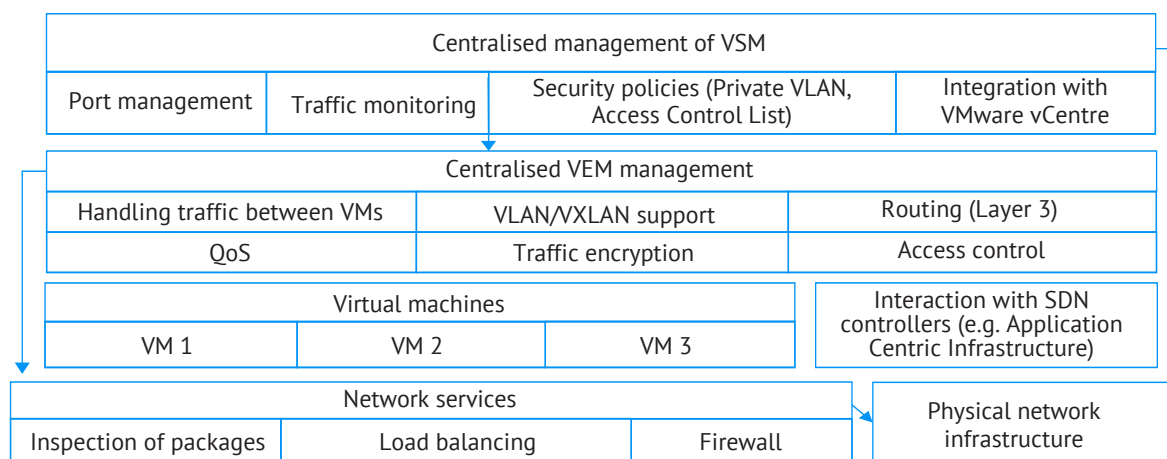 Centralised management of VSM
Port management
Traffic monitoring
Security policies (Private VLAN,
Access Control List)
Integration with
VMware vCentre
Centralised VEM management
Handling traffic between VMs
VLAN/VXLAN support
Routing (Layer 3)
QoS
Traffic encryption
Access control
Virtual machines
VM 1
VM 2
VM 3
Interaction with SDN
controllers (e.g. Application
Centric Infrastructure)
Network services
Inspection of packages
Load balancing
Firewall
Physical network
infrastructure